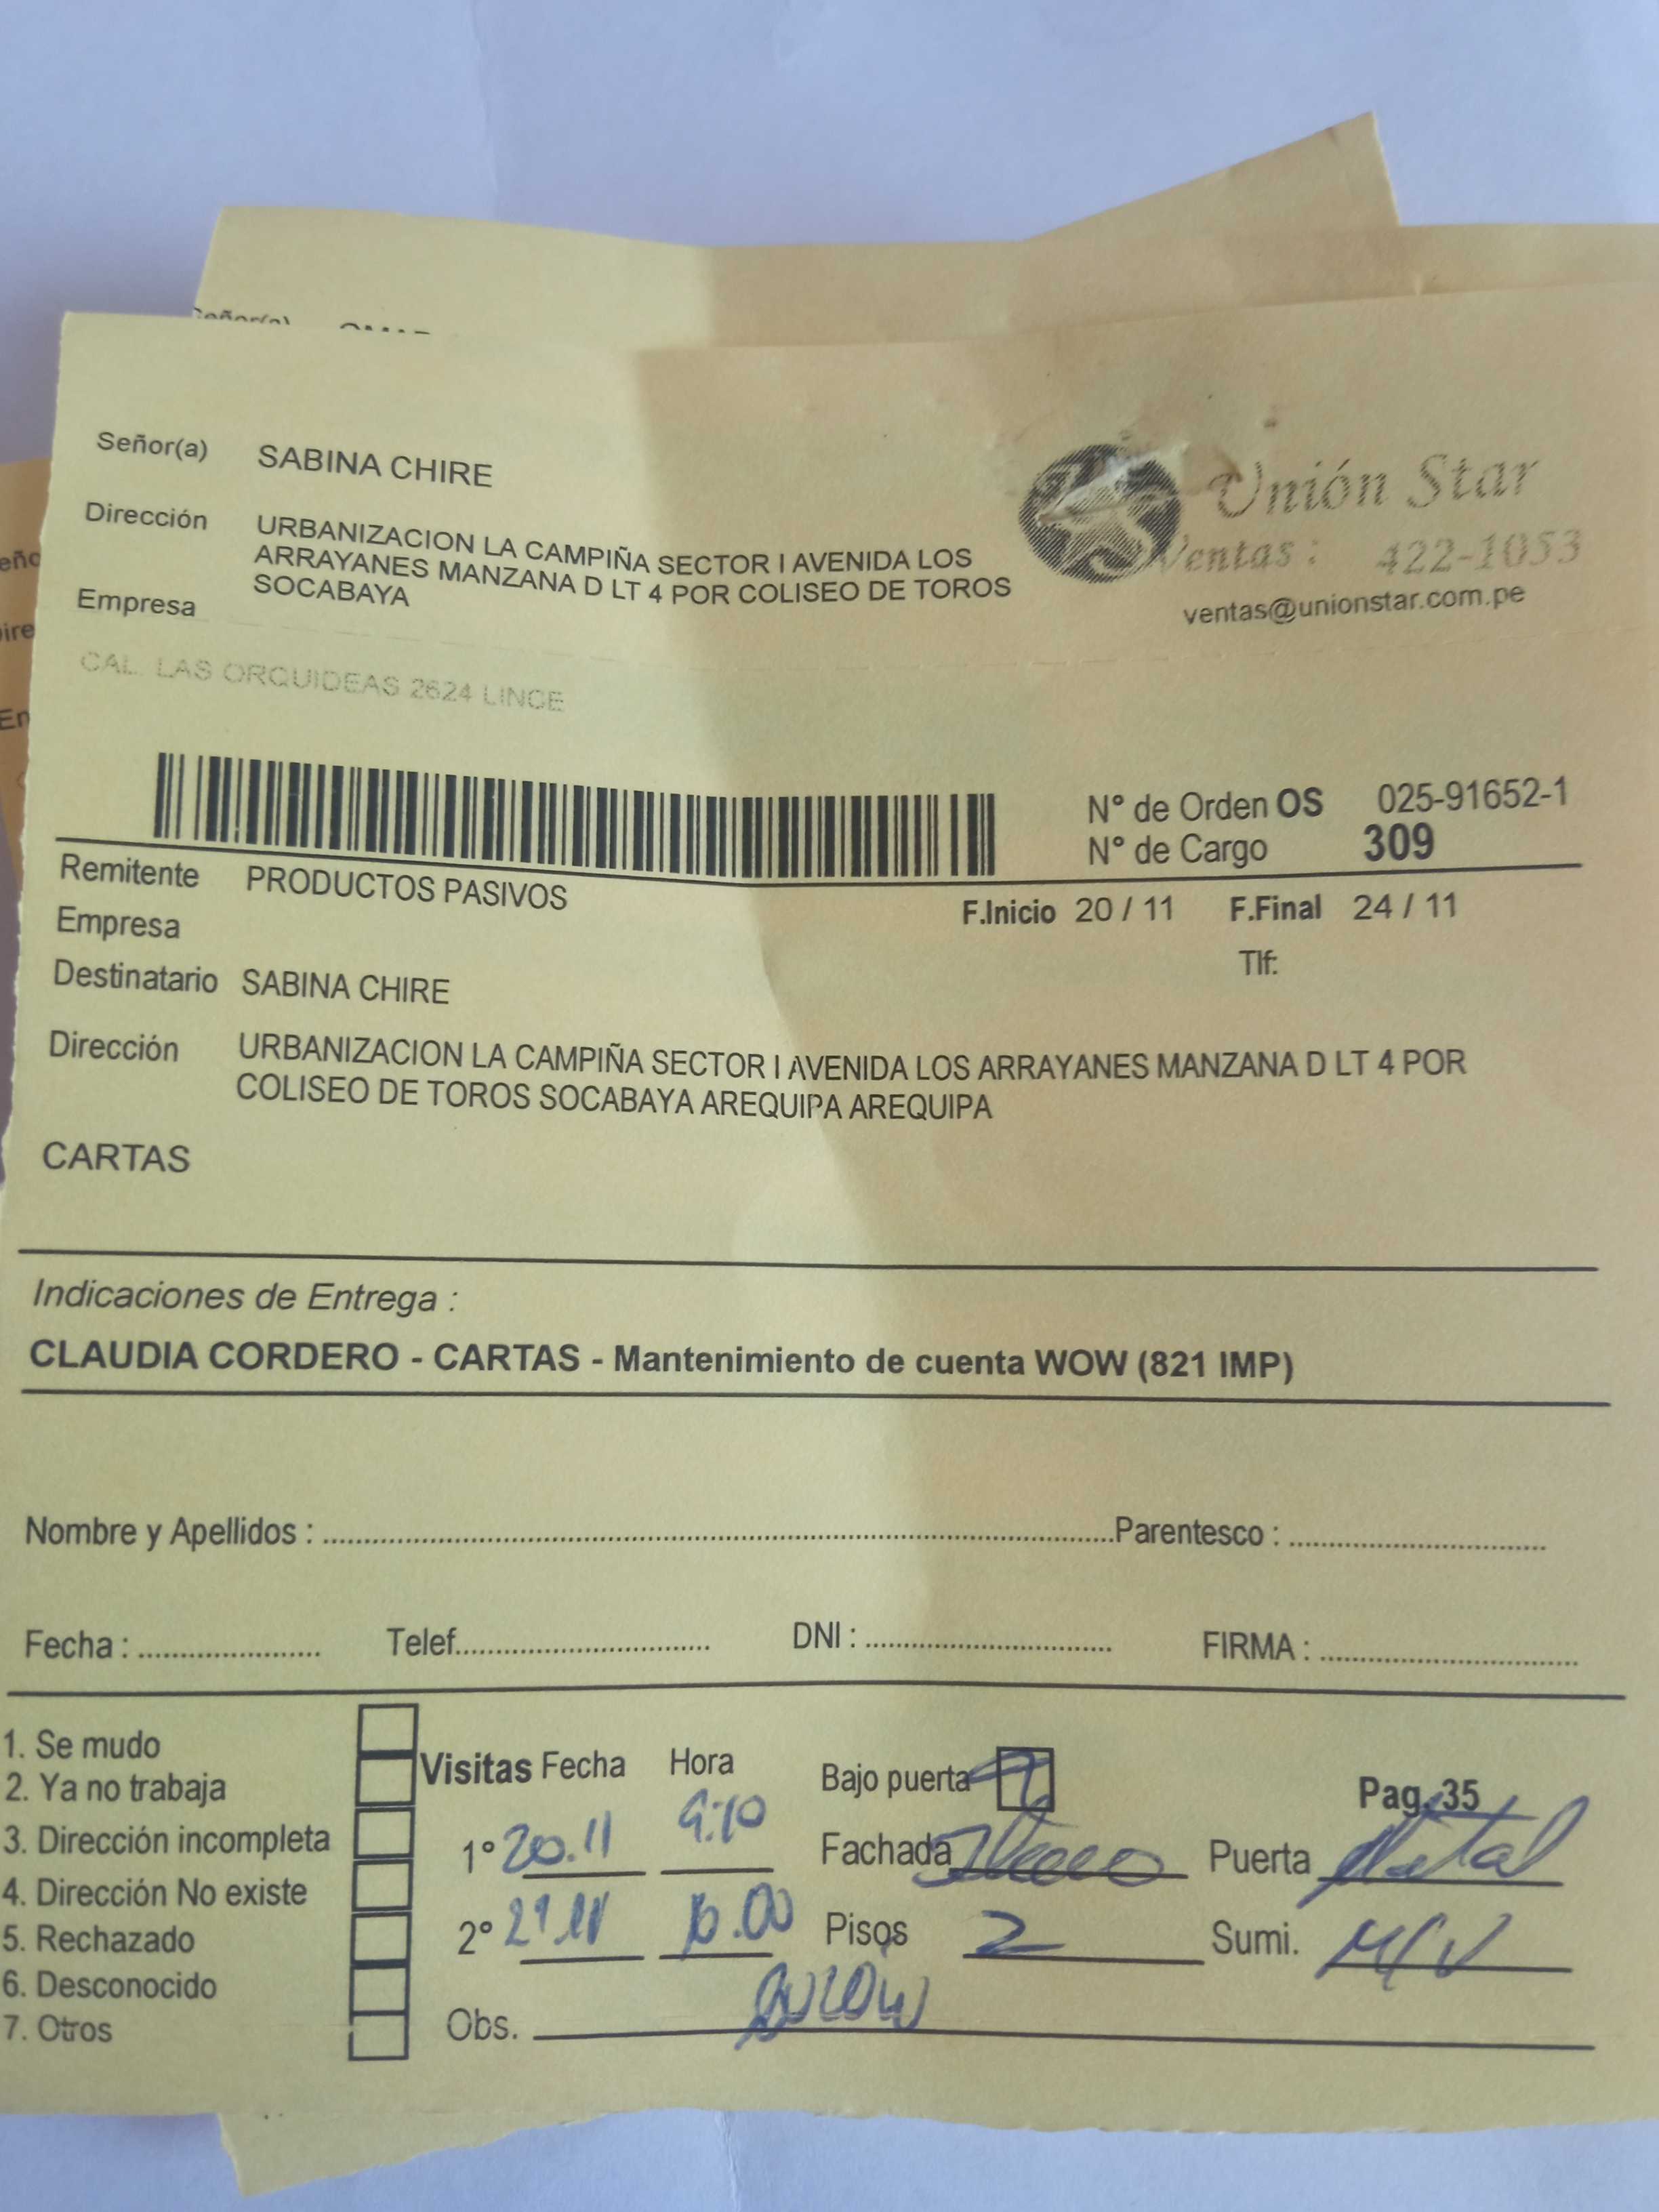 Señor(a) SABINA CHIRE
Dirección URBANIZACION LA CAMPIÑA SECTOR I AVENIDA LOS
ARRAYANES MANZANA D LT 4 POR COLISEO DE TOROS
SOCABAYA
Empresa
CAL. LAS ORQUIDEAS 2624 LINCE
Unión Star
Ventas : 422-1053
ventas@unionstar.com.pe
N° de Orden OS 025-91652-1
N° de Cargo 309
Remitente PRODUCTOS PASIVOS
F.Inicio 20 / 11 F.Final 24 / 11
Empresa
Tlf:
Destinatario SABINA CHIRE
Dirección URBANIZACION LA CAMPIÑA SECTOR I AVENIDA LOS ARRAYANES MANZANA D LT 4 POR
COLISEO DE TOROS SOCABAYA AREQUIPA AREQUIPA
CARTAS
Indicaciones de Entrega :
CLAUDIA CORDERO - CARTAS - Mantenimiento de cuenta WOW (821 IMP)
Nombre y Apellidos : Parentesco :
Fecha : Telef. DNI : FIRMA :
1. Se mudo
2. Ya no trabaja
3. Dirección incompleta
4. Dirección No existe
5. Rechazado
6. Desconocido
7. Otros
Visitas Fecha Hora
1° 20.11 9:10
2° 21.11 10.00
Obs.
Bajo puerta
Pag. 35
Fachada Puerta Metal
Pisos 2 Sumi.